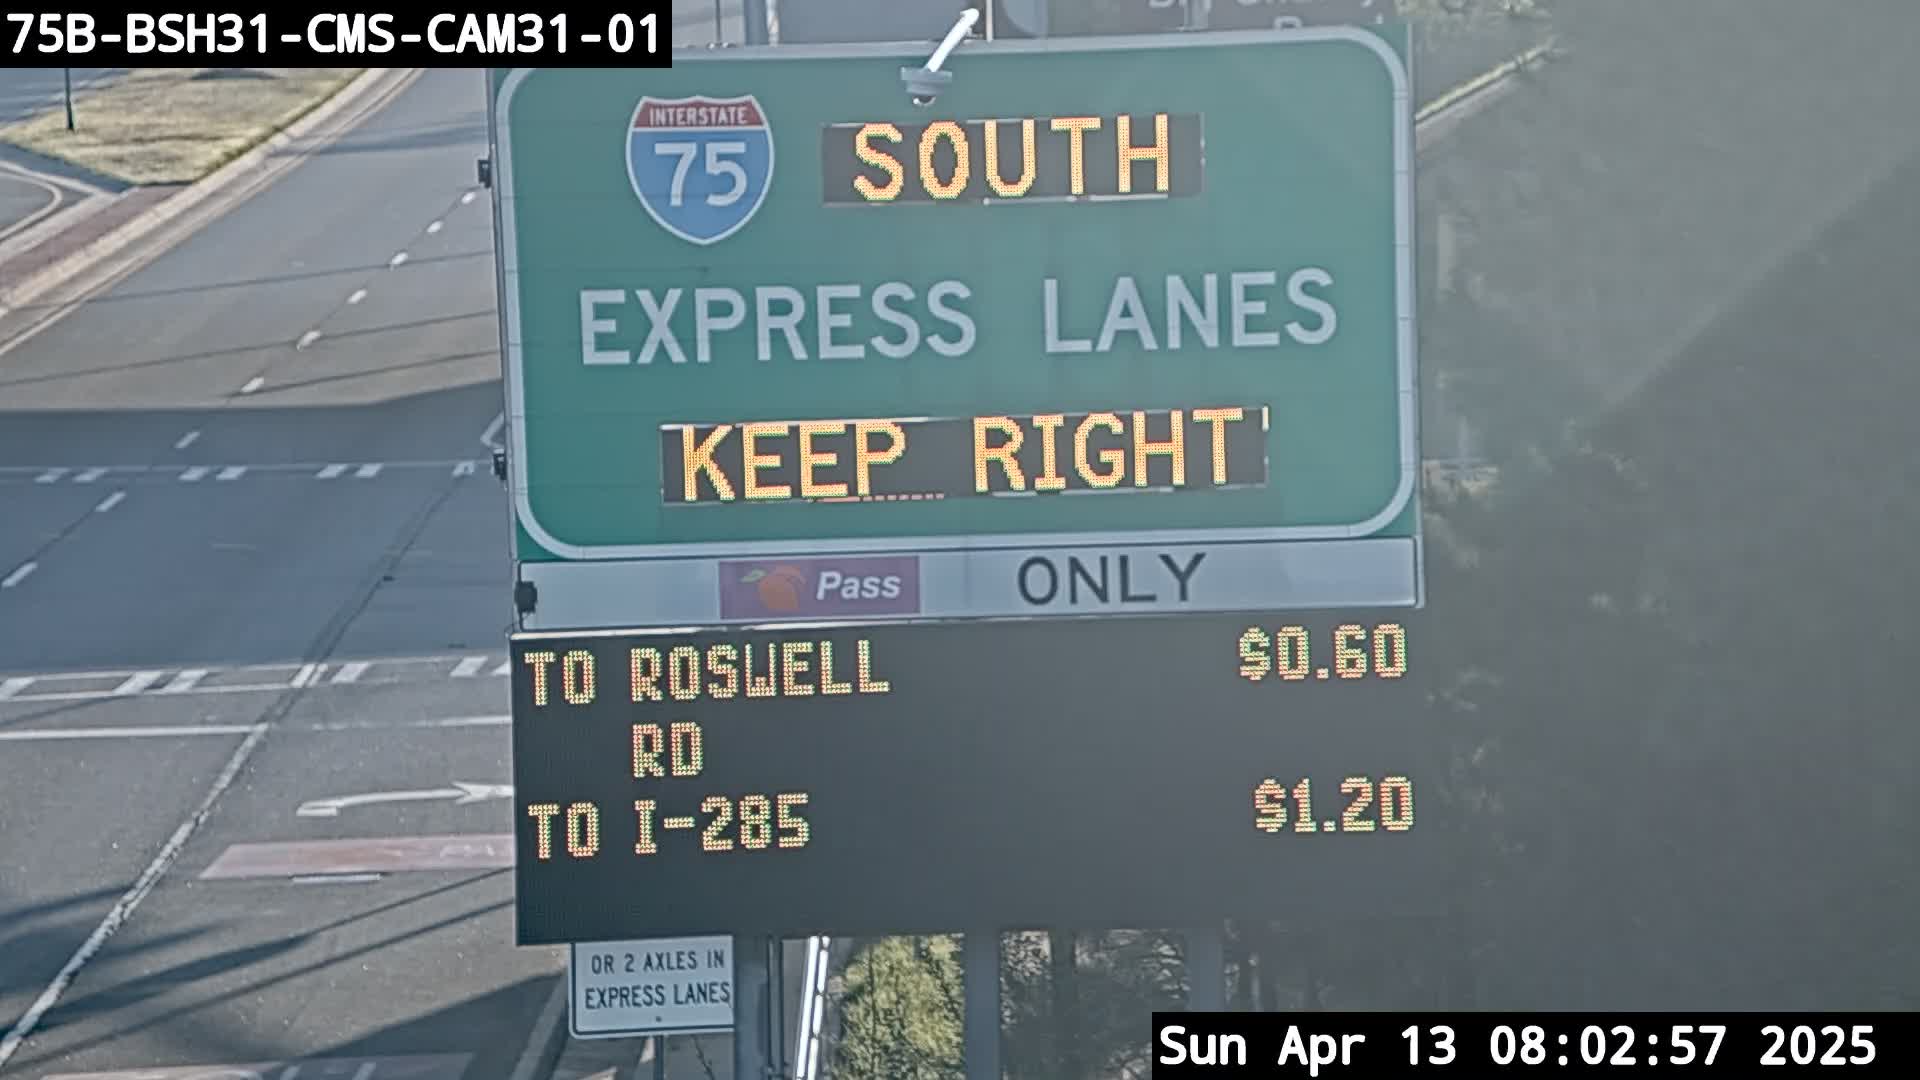 75B-BSH31-CMS-CAM31-01
INTERSTATE
75
SOUTH
EXPRESS LANES
KEEP RIGHT
Pass ONLY
TO ROSWELL $0.60
RD
TO I-285 $1.20
OR 2 AXLES IN
EXPRESS LANES
Sun Apr 13 08:02:57 2025